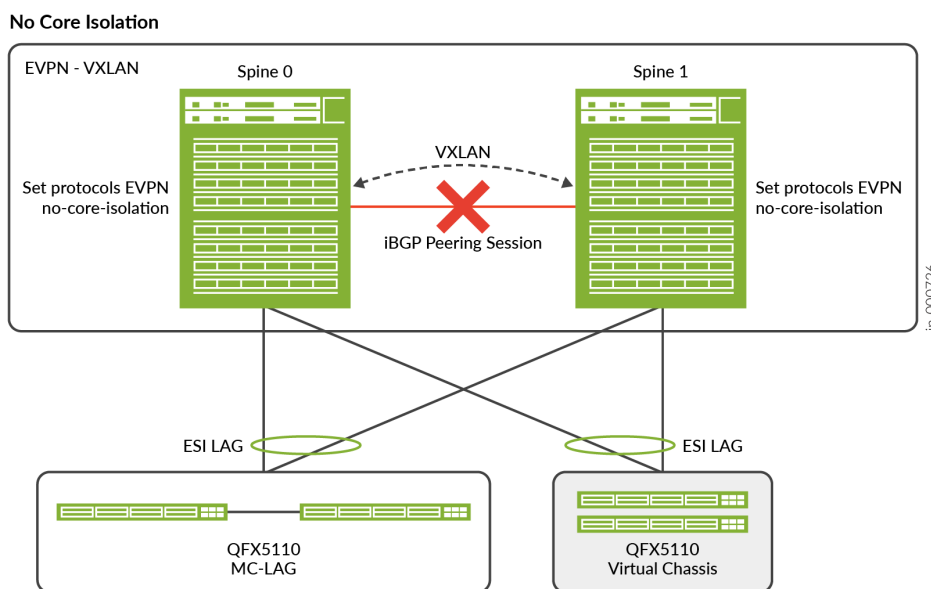 No Core Isolation
EVPN - VXLAN
Spine 0
Spine 1
VXLAN
Set protocols EVPN
no-core-isolation
Set protocols EVPN
no-core-isolation
iBGP Peering Session
ESI LAG
ESI LAG
QFX5110
MC-LAG
QFX5110
Virtual Chassis